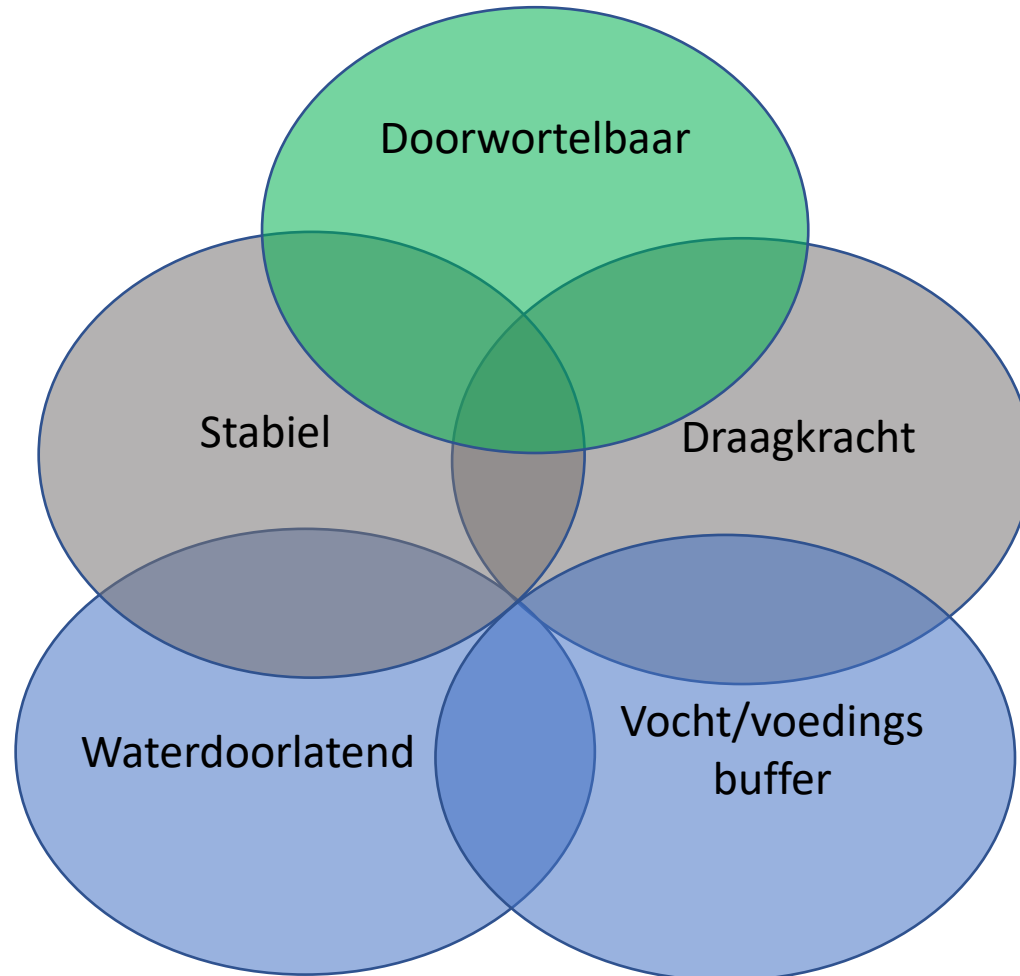 Doorwortelbaar
Stabiel
Draagkracht
Waterdoorlatend
Vocht/voedings
buffer